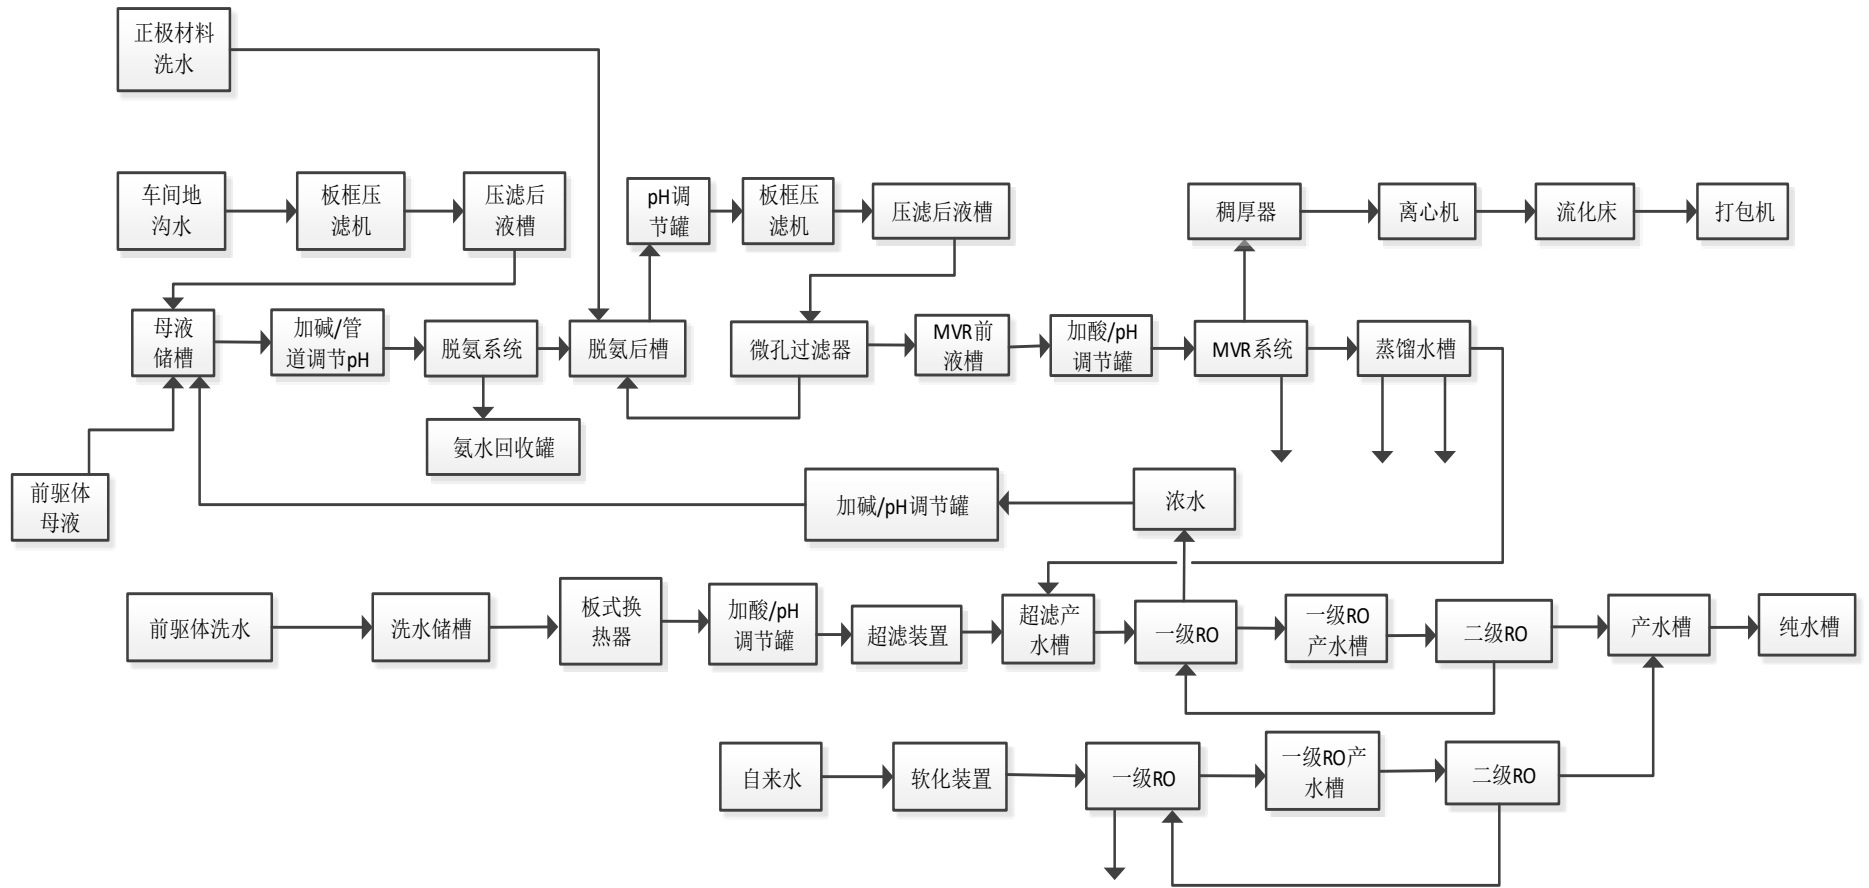 正极材料
洗水
车间地
沟水
板框压
滤机
压滤后
液槽
pH调
节罐
板框压
滤机
压滤后液槽
稠厚器
离心机
流化床
打包机
母液
储槽
加碱/管
道调节pH
脱氨系统
脱氨后槽
微孔过滤器
MVR前
液槽
加酸/pH
调节罐
MVR系统
蒸馏水槽
氨水回收罐
前驱体
母液
加碱/pH调节罐
浓水
前驱体洗水
洗水储槽
板式换
热器
加酸/pH
调节罐
超滤装置
超滤产
水槽
一级RO
一级RO
产水槽
二级RO
产水槽
纯水槽
自来水
软化装置
一级RO
一级RO产
水槽
二级RO